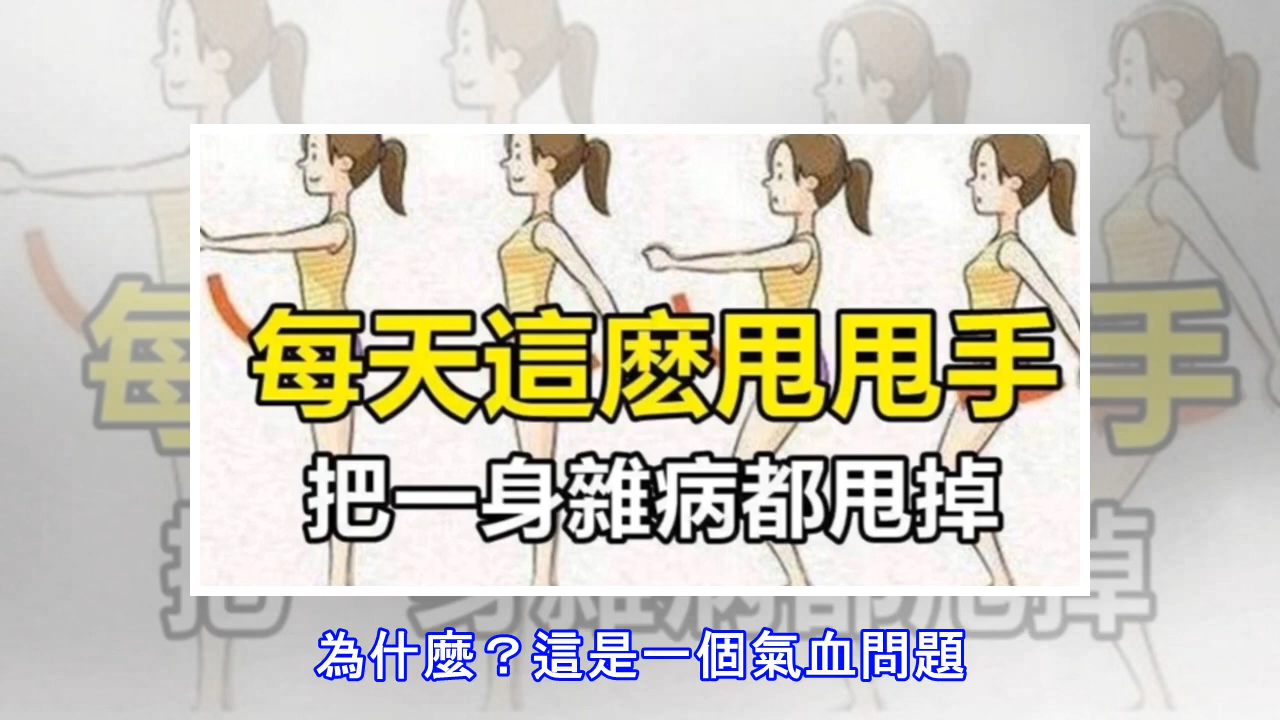 每天這麽甩甩手
把一身雜病都甩掉
為什麼？這是一個氣血問題